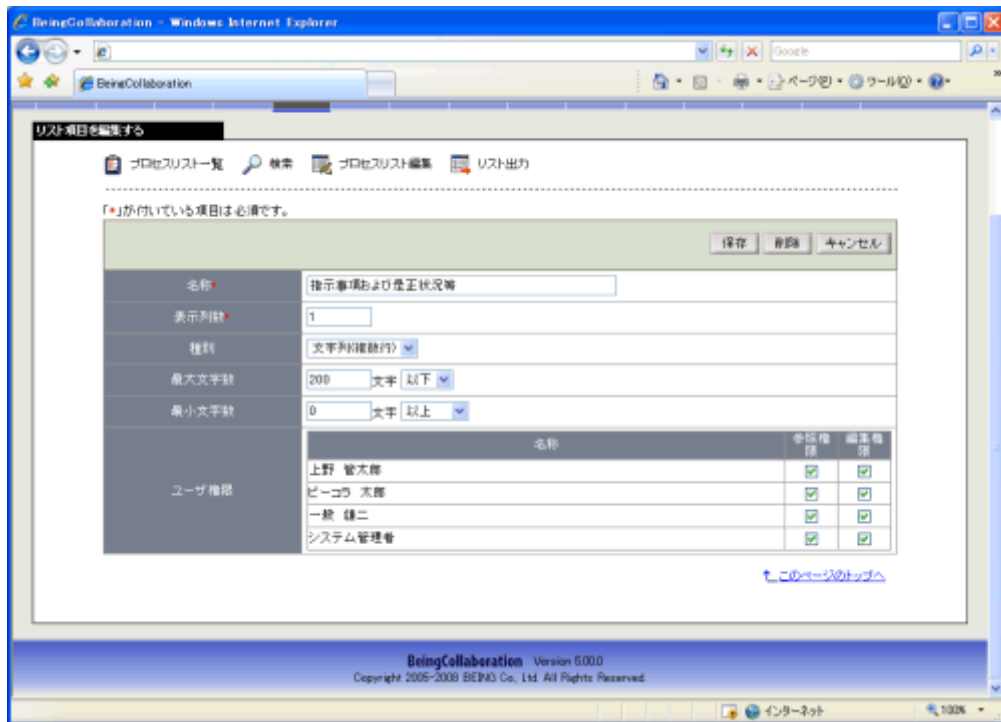 BeingCollaboration - Windows Internet Explorer
Google
BeingCollaboration
ページ(P) ツール(O)
リスト項目を編集する
プロセスリスト一覧 検索 プロセスリスト編集 リスト出力
「*」が付いている項目は必須です。
保存 削除 キャンセル
名称* 指示事項および是正状況等
表示列数* 1
種別 文字列(複数行)
最大文字数 200 文字 以下
最小文字数 0 文字 以上
ユーザ権限
名称 参照権限 編集権限
上野 管太郎
ビーコラ 太郎
一般 鎌二
システム管理者
このページのトップへ
BeingCollaboration Version 5.00.0
Copyright 2005-2008 BEING Co., Ltd. All Rights Reserved.
インターネット 100%